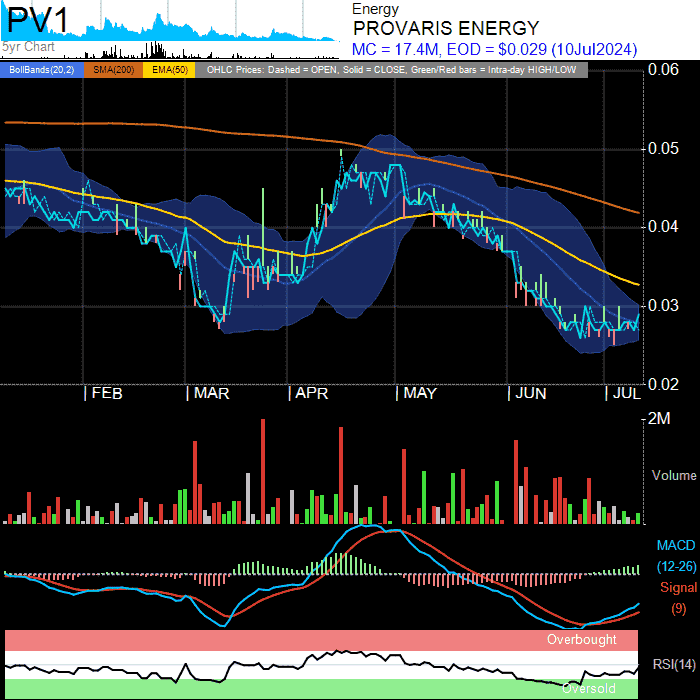 PV1
5yr Chart
Energy
PROVARIS ENERGY
MC = 17.4M, EOD = $0.029 (10Jul2024)
BollBands(20,2) SMA(200) EMA(50) OHLC Prices: Dashed = OPEN, Solid = CLOSE, Green/Red bars = Intra-day HIGH/LOW
0.06
0.05
0.04
0.03
0.02
FEB MAR APR MAY JUN JUL
2M
Volume
MACD
(12-26)
Signal
(9)
Overbought
RSI(14)
Oversold